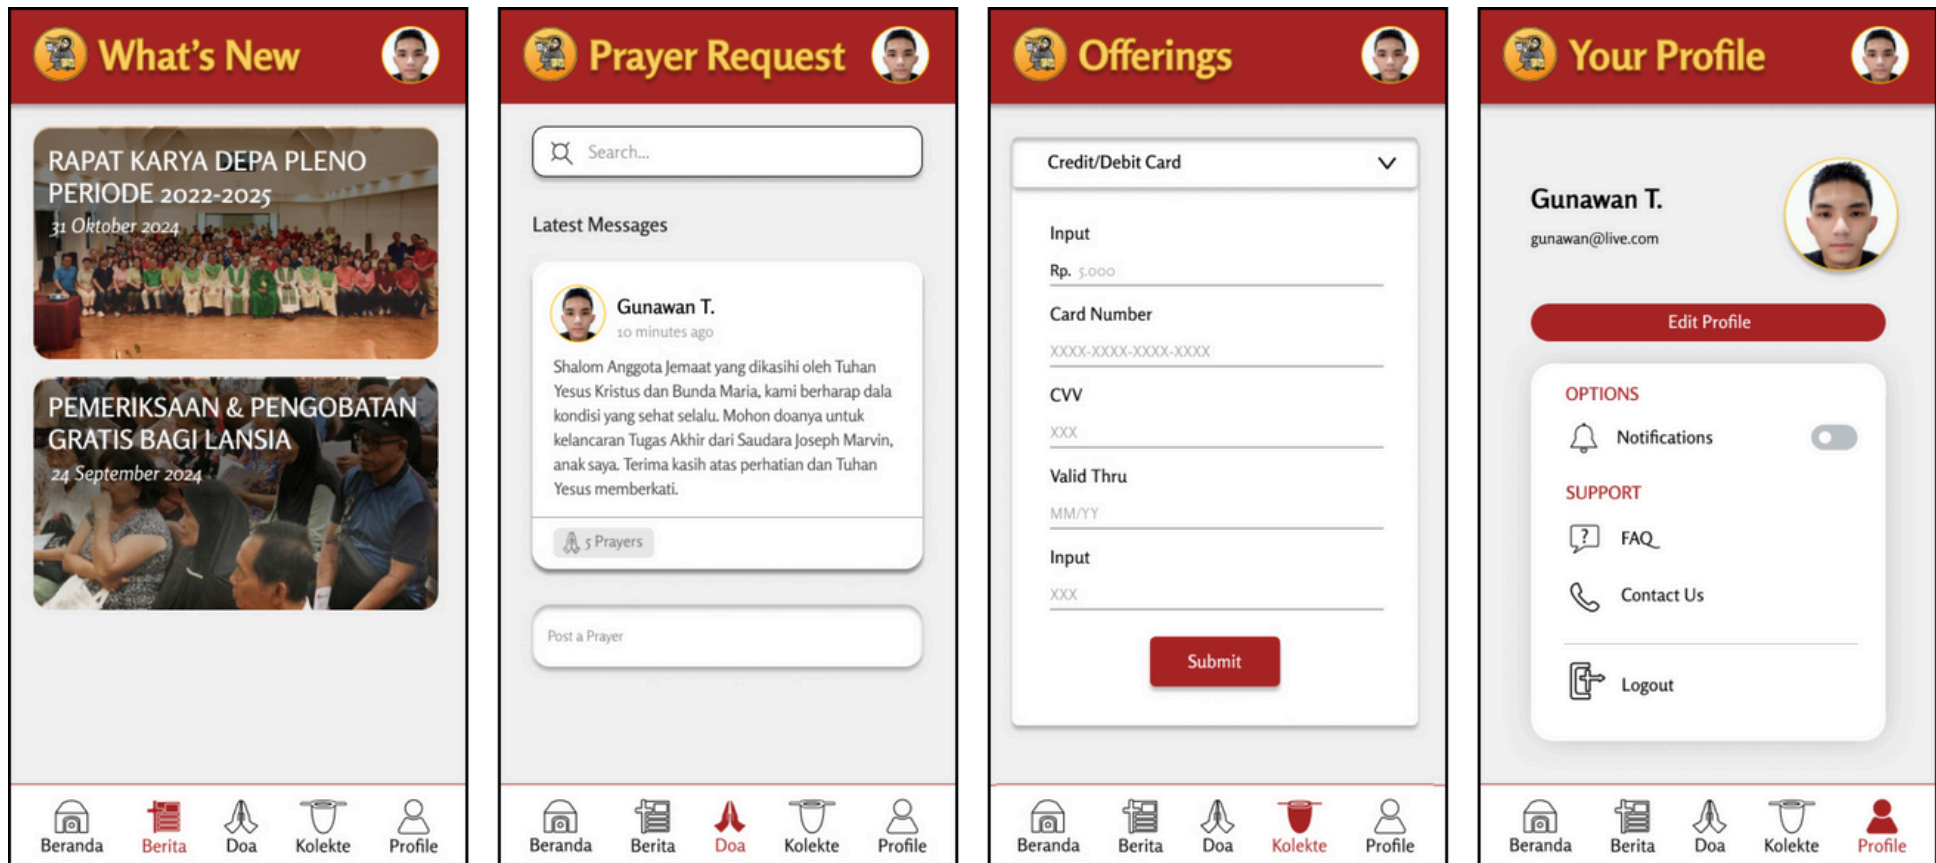 What's New
RAPAT KARYA DEPA PLENO
PERIODE 2022-2025
31 Oktober 2024
PEMERIKSAAN & PENGOBATAN
GRATIS BAGI LANSIA
24 September 2024
Beranda
Berita
Doa
Kolekte
Profile
Prayer Request
Search...
Latest Messages
Gunawan T.
10 minutes ago
Shalom Anggota Jemaat yang dikasihi oleh Tuhan
Yesus Kristus dan Bunda Maria, kami berharap dala
kondisi yang sehat selalu. Mohon doanya untuk
kelancaran Tugas Akhir dari Saudara Joseph Marvin,
anak saya. Terima kasih atas perhatian dan Tuhan
Yesus memberkati.
5 Prayers
Post a Prayer
Beranda
Berita
Doa
Kolekte
Profile
Offerings
Credit/Debit Card
Input
Rp. 5.000
Card Number
XXXX-XXXX-XXXX-XXXX
CVV
XXX
Valid Thru
MM/YY
Input
XXX
Submit
Beranda
Berita
Doa
Kolekte
Profile
Your Profile
Gunawan T.
gunawan@live.com
Edit Profile
OPTIONS
Notifications
SUPPORT
?
FAQ
Contact Us
Logout
Beranda
Berita
Doa
Kolekte
Profile